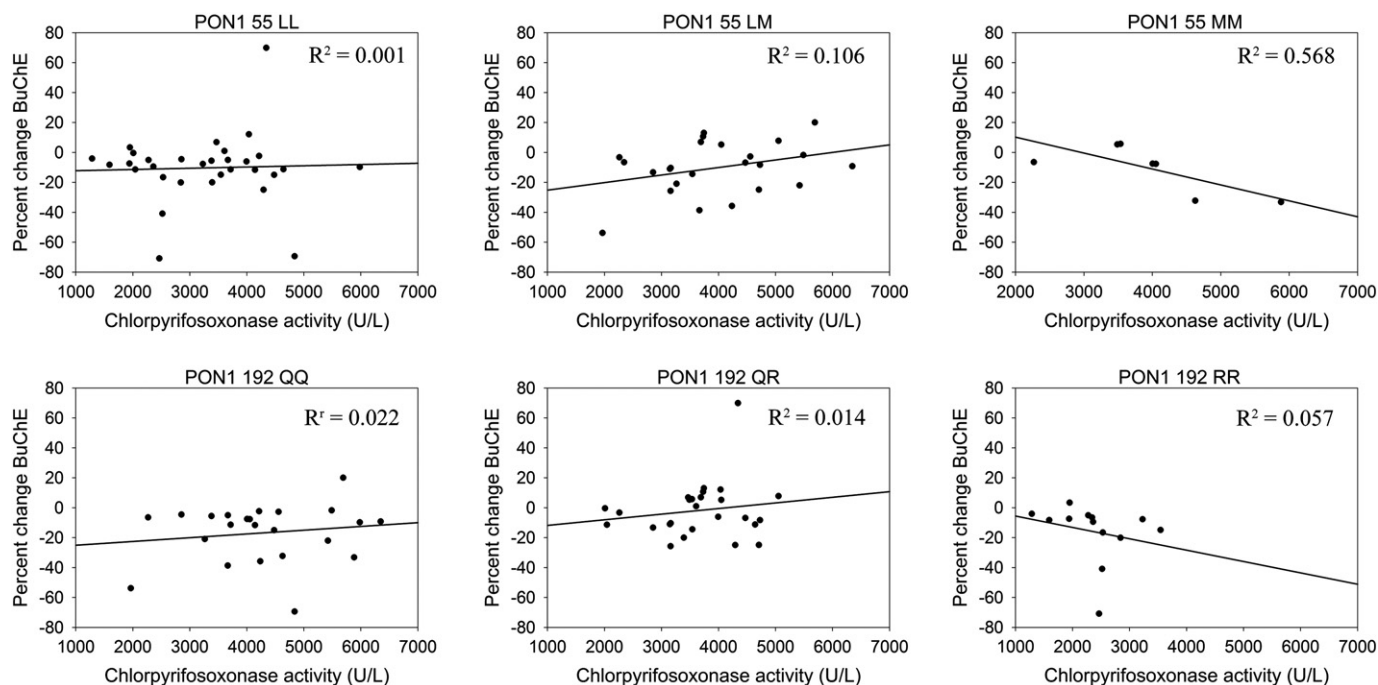 PON1 55 LL
R² = 0.001
Percent change BuChE
80
60
40
20
0
-20
-40
-60
-80
1000 2000 3000 4000 5000 6000 7000
Chlorpyrifosoxonase activity (U/L)
PON1 55 LM
R² = 0.106
Percent change BuChE
80
60
40
20
0
-20
-40
-60
-80
1000 2000 3000 4000 5000 6000 7000
Chlorpyrifosoxonase activity (U/L)
PON1 55 MM
R² = 0.568
Percent change BuChE
80
60
40
20
0
-20
-40
-60
-80
2000 3000 4000 5000 6000 7000
Chlorpyrifosoxonase activity (U/L)
PON1 192 QQ
Rʳ = 0.022
Percent change BuChE
80
60
40
20
0
-20
-40
-60
-80
1000 2000 3000 4000 5000 6000 7000
Chlorpyrifosoxonase activity (U/L)
PON1 192 QR
R² = 0.014
Percent change BuChE
80
60
40
20
0
-20
-40
-60
-80
1000 2000 3000 4000 5000 6000 7000
Chlorpyrifosoxonase activity (U/L)
PON1 192 RR
R² = 0.057
Percent change BuChE
80
60
40
20
0
-20
-40
-60
-80
1000 2000 3000 4000 5000 6000 7000
Chlorpyrifosoxonase activity (U/L)